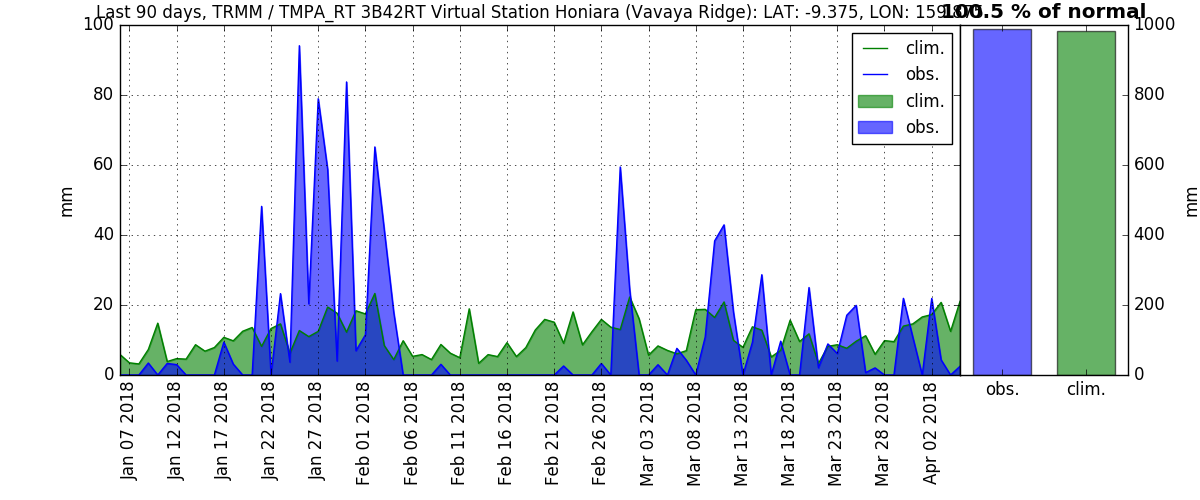 Last 90 days, TRMM / TMPA_RT 3B42RT Virtual Station Honiara (Vavaya Ridge): LAT: -9.375, LON:
100.5 % of normal
100
80
60
40
20
0
mm
clim.
obs.
clim.
obs.
1000
800
600
400
200
0
mm
obs.
clim.
Jan 07 2018
Jan 12 2018
Jan 17 2018
Jan 22 2018
Jan 27 2018
Feb 01 2018
Feb 06 2018
Feb 11 2018
Feb 16 2018
Feb 21 2018
Feb 26 2018
Mar 03 2018
Mar 08 2018
Mar 13 2018
Mar 18 2018
Mar 23 2018
Mar 28 2018
Apr 02 2018